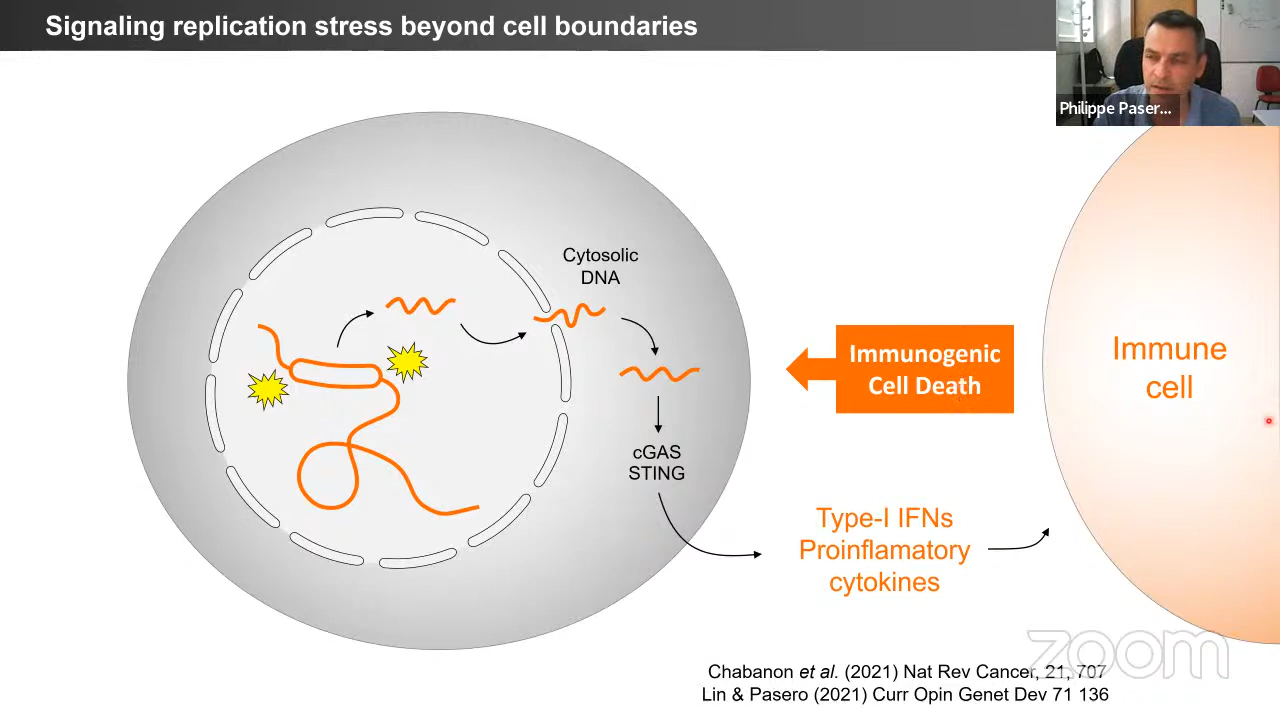 Signaling replication stress beyond cell boundaries
Philippe Paser...
Cytosolic
DNA
Immunogenic
Cell Death
Immune
cell
cGAS
STING
Type-I IFNs
Proinflamatory
cytokines
zoom
Chabanon et al. (2021) Nat Rev Cancer, 21, 707
Lin & Pasero (2021) Curr Opin Genet Dev 71 136